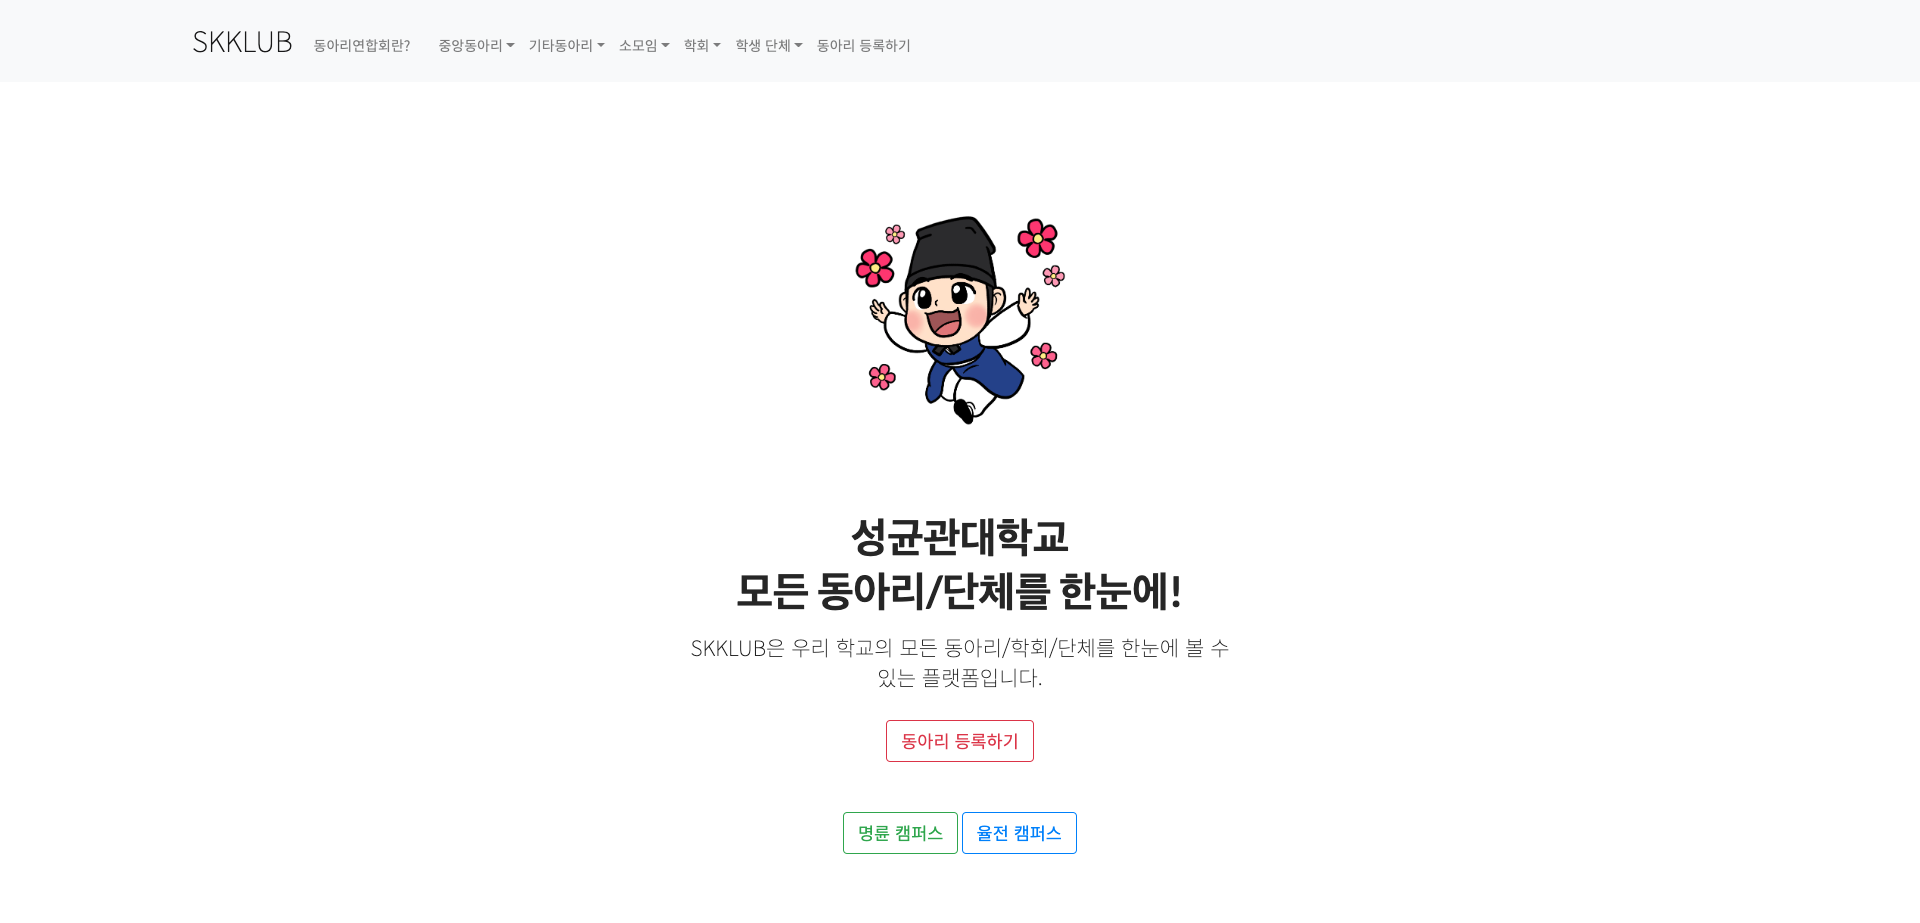 SKKLUB 동아리연합회란? 중앙동아리 기타동아리 소모임 학회 학생 단체 동아리 등록하기
성균관대학교
모든 동아리/단체를 한눈에!
SKKLUB은 우리 학교의 모든 동아리/학회/단체를 한눈에 볼 수
있는 플랫폼입니다.
동아리 등록하기
명륜 캠퍼스 율전 캠퍼스